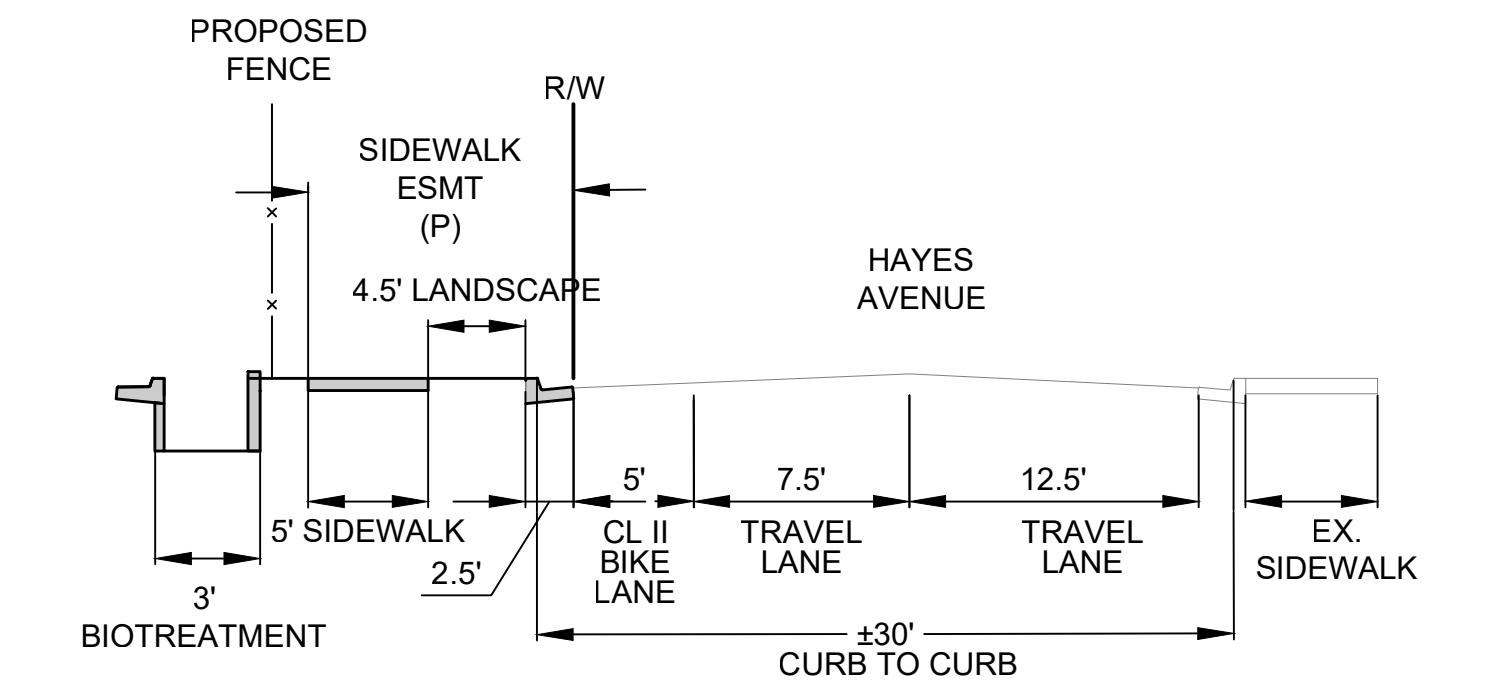 PROPOSED
FENCE
R/W
SIDEWALK
ESMT
(P)
4.5' LANDSCAPE
HAYES
AVENUE
5'
7.5'
12.5'
5' SIDEWALK
CL II
BIKE
LANE
TRAVEL
LANE
TRAVEL
LANE
EX.
SIDEWALK
2.5'
3'
BIOTREATMENT
±30'
CURB TO CURB